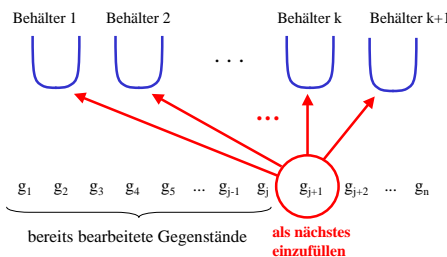 Behälter 1 Behälter 2 Behälter k Behälter k+1
. . .
...
g1 g2 g3 g4 g5 ... gj-1 gj gj+1 gj+2 ... gn
bereits bearbeitete Gegenstände als nächstes
einzufüllen